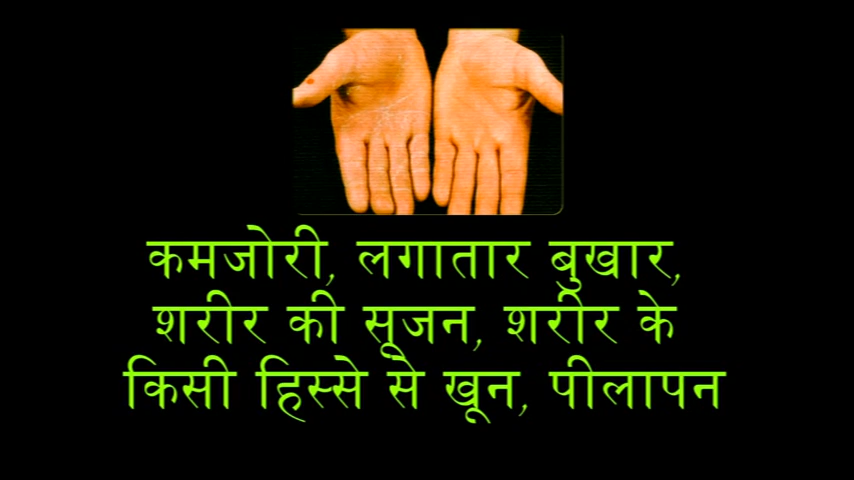 कमजोरी, लगातार बुखार,
शरीर की सूजन, शरीर के
किसी हिस्से से खून, पीलापन